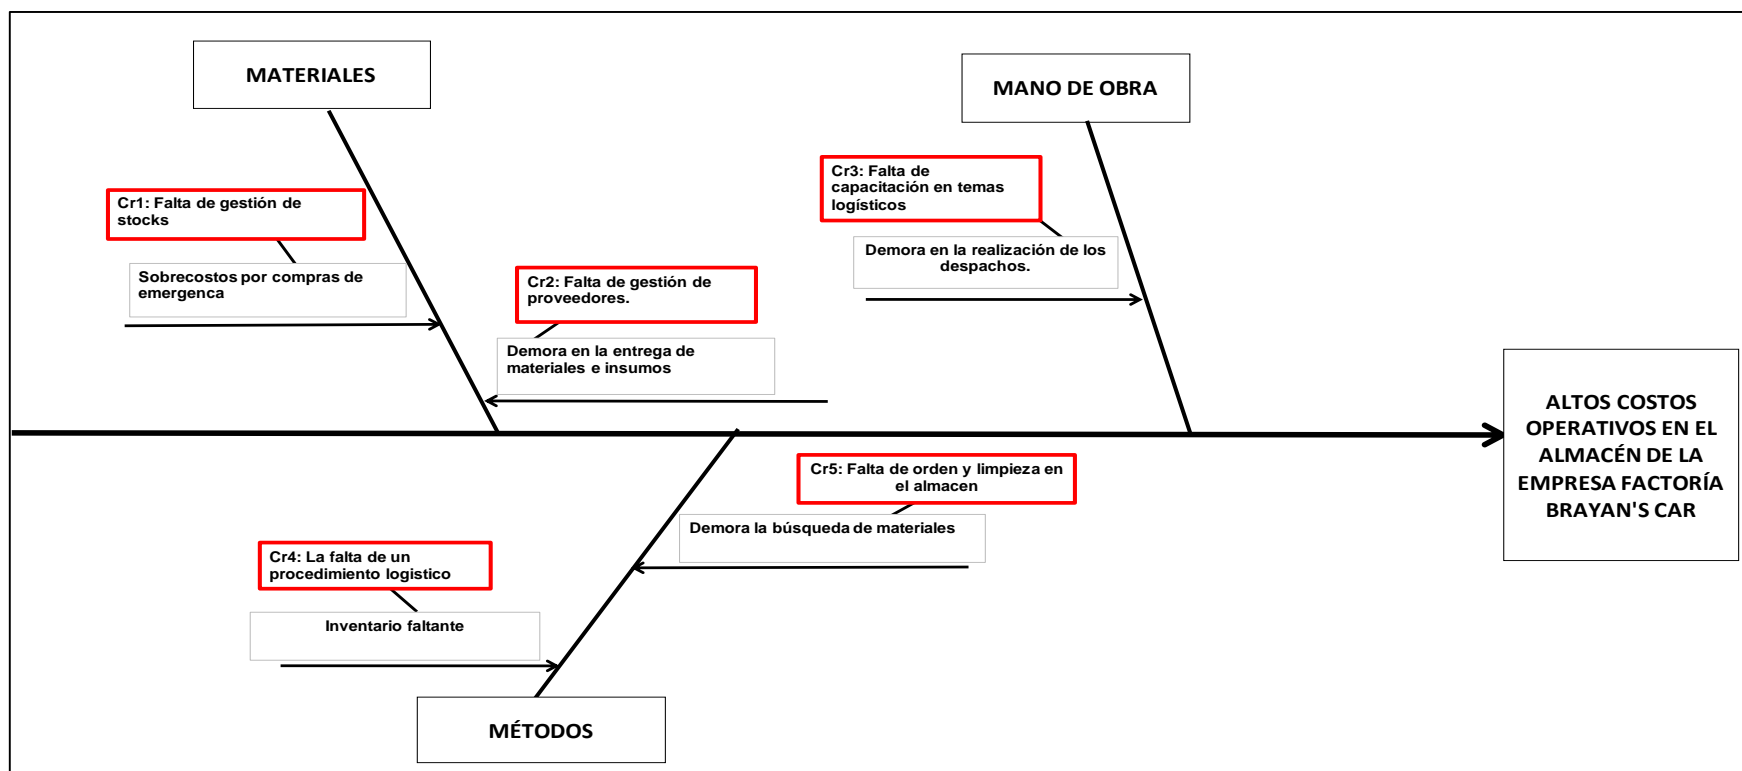 MATERIALES
MANO DE OBRA
Cr1: Falta de gestión de
stocks
Sobrecostos por compras de
emergenca
Cr2: Falta de gestión de
proveedores.
Demora en la entrega de
materiales e insumos
Cr3: Falta de
capacitación en temas
logísticos
Demora en la realización de los
despachos.
ALTOS COSTOS
OPERATIVOS EN EL
ALMACÉN DE LA
EMPRESA FACTORÍA
BRAYAN'S CAR
Cr5: Falta de orden y limpieza en
el almacen
Demora la búsqueda de materiales
Cr4: La falta de un
procedimiento logistico
Inventario faltante
MÉTODOS